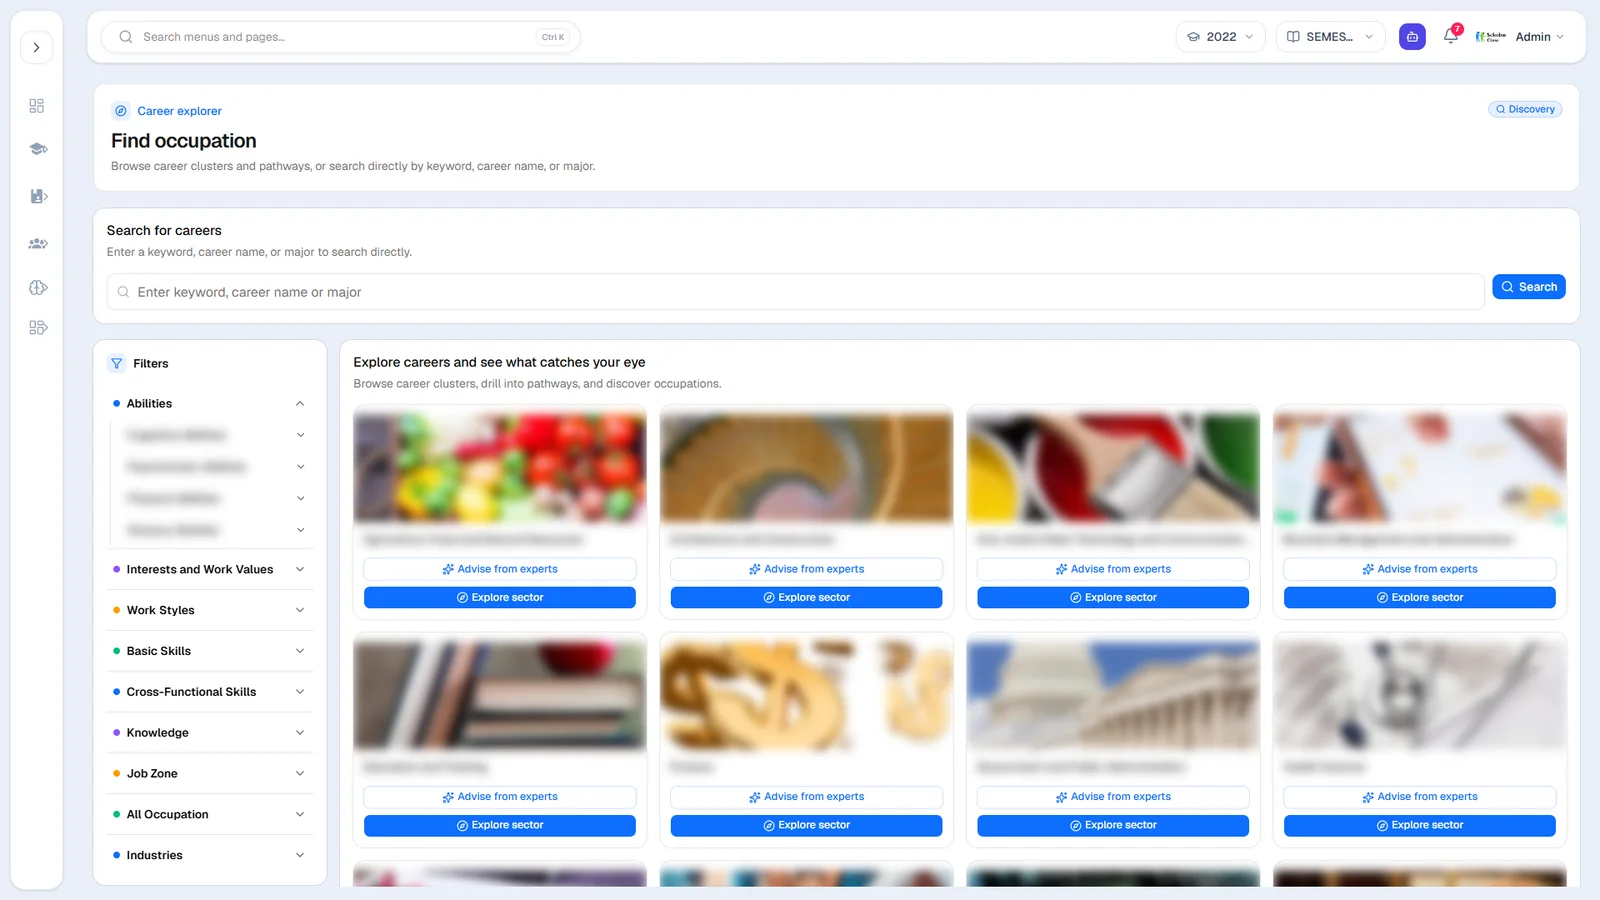 Search menus and pages...
Ctrl K
2022
SEMES...
7
Admin
Career explorer
Discovery
Find occupation
Browse career clusters and pathways, or search directly by keyword, career name, or major.
Search for careers
Enter a keyword, career name, or major to search directly.
Enter keyword, career name or major
Search
Filters
Abilities
Interests and Work Values
Work Styles
Basic Skills
Cross-Functional Skills
Knowledge
Job Zone
All Occupation
Industries
Explore careers and see what catches your eye
Browse career clusters, drill into pathways, and discover occupations.
Advise from experts
Explore sector
Advise from experts
Explore sector
Advise from experts
Explore sector
Advise from experts
Explore sector
Advise from experts
Explore sector
Advise from experts
Explore sector
Advise from experts
Explore sector
Advise from experts
Explore sector